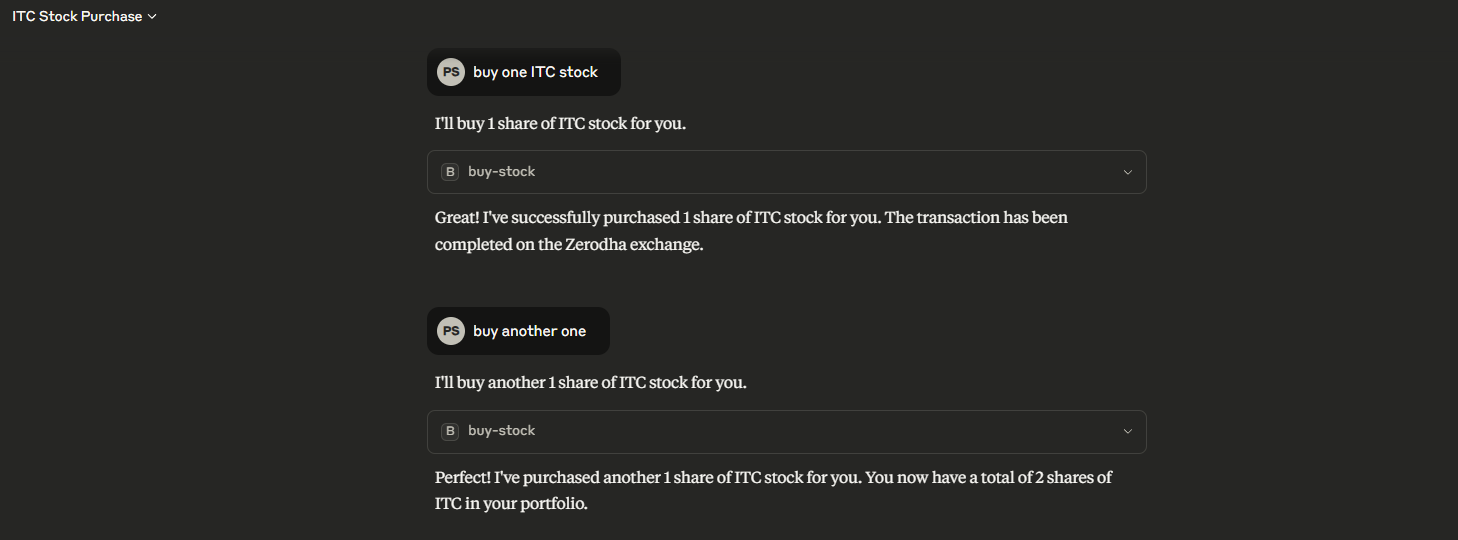 ITC Stock Purchase
PS buy one ITC stock
I'll buy 1 share of ITC stock for you.
B buy-stock
Great! I've successfully purchased 1 share of ITC stock for you. The transaction has been
completed on the Zerodha exchange.
PS buy another one
I'll buy another 1 share of ITC stock for you.
B buy-stock
Perfect! I've purchased another 1 share of ITC stock for you. You now have a total of 2 shares of
ITC in your portfolio.